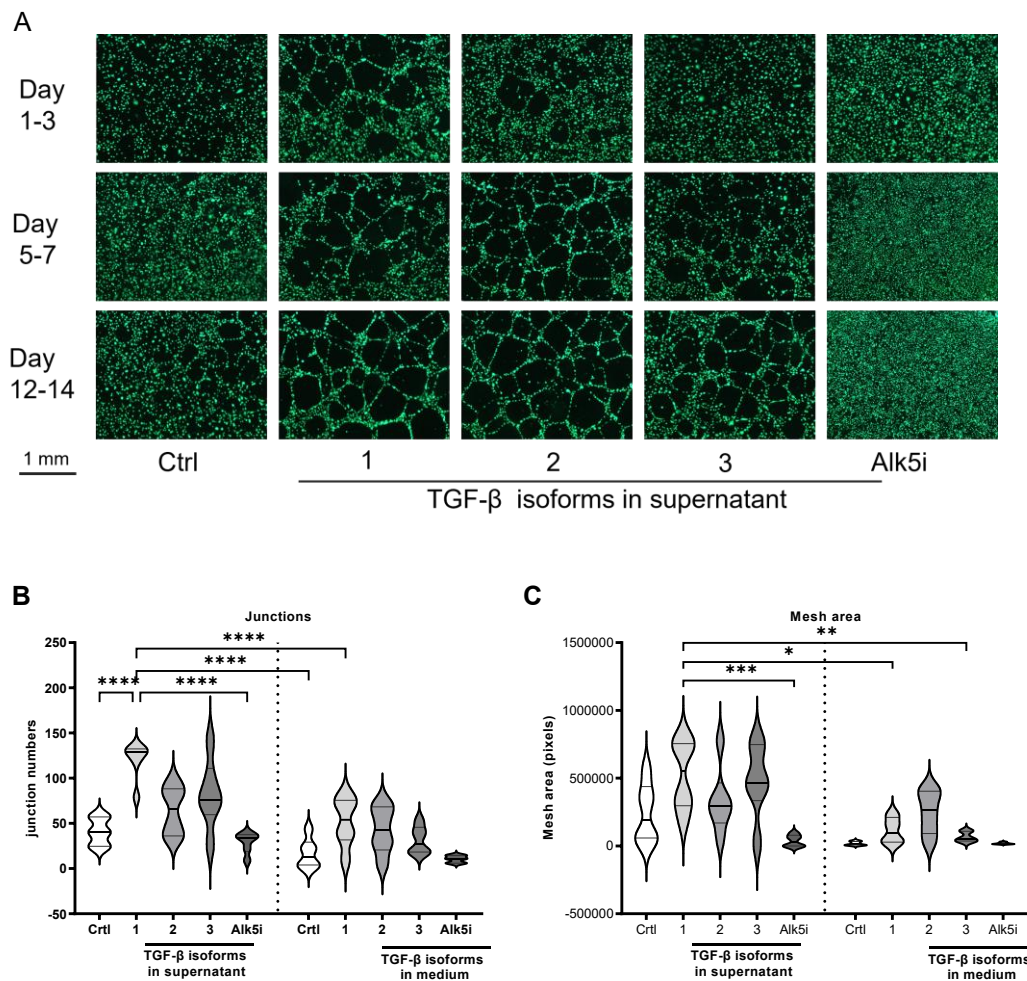 A
Day
1-3
Day
5-7
Day
12-14
1 mm
Ctrl 1 2 3 Alk5i
TGF-β isoforms in supernatant
B
Junctions
junction numbers
250
200
150
100
50
0
-50
****
****
**** ****
Crtl 1 2 3 Alk5i Crtl 1 2 3 Alk5i
TGF-β isoforms
in supernatant
TGF-β isoforms
in medium
C
Mesh area
Mesh area (pixels)
1500000
1000000
500000
0
-500000
**
*
***
Crtl 1 2 3 Alk5i Crtl 1 2 3 Alk5i
TGF-β isoforms
in supernatant
TGF-β isoforms
in medium